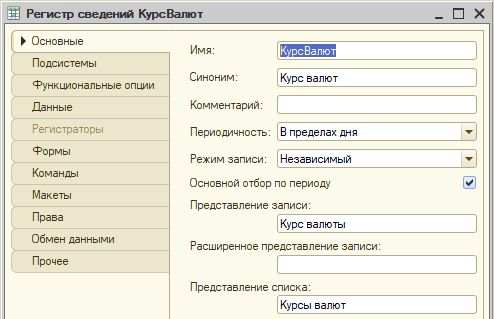 Регистр сведений КурсВалют
Основные
Подсистемы
Функциональные опции
Данные
Регистраторы
Формы
Команды
Макеты
Права
Обмен данными
Прочее
Имя: КурсВалют
Синоним: Курс валют
Комментарий:
Периодичность: В пределах дня
Режим записи: Независимый
Основной отбор по периоду
Представление записи:
Курс валюты
Расширенное представление записи:
Представление списка:
Курсы валют